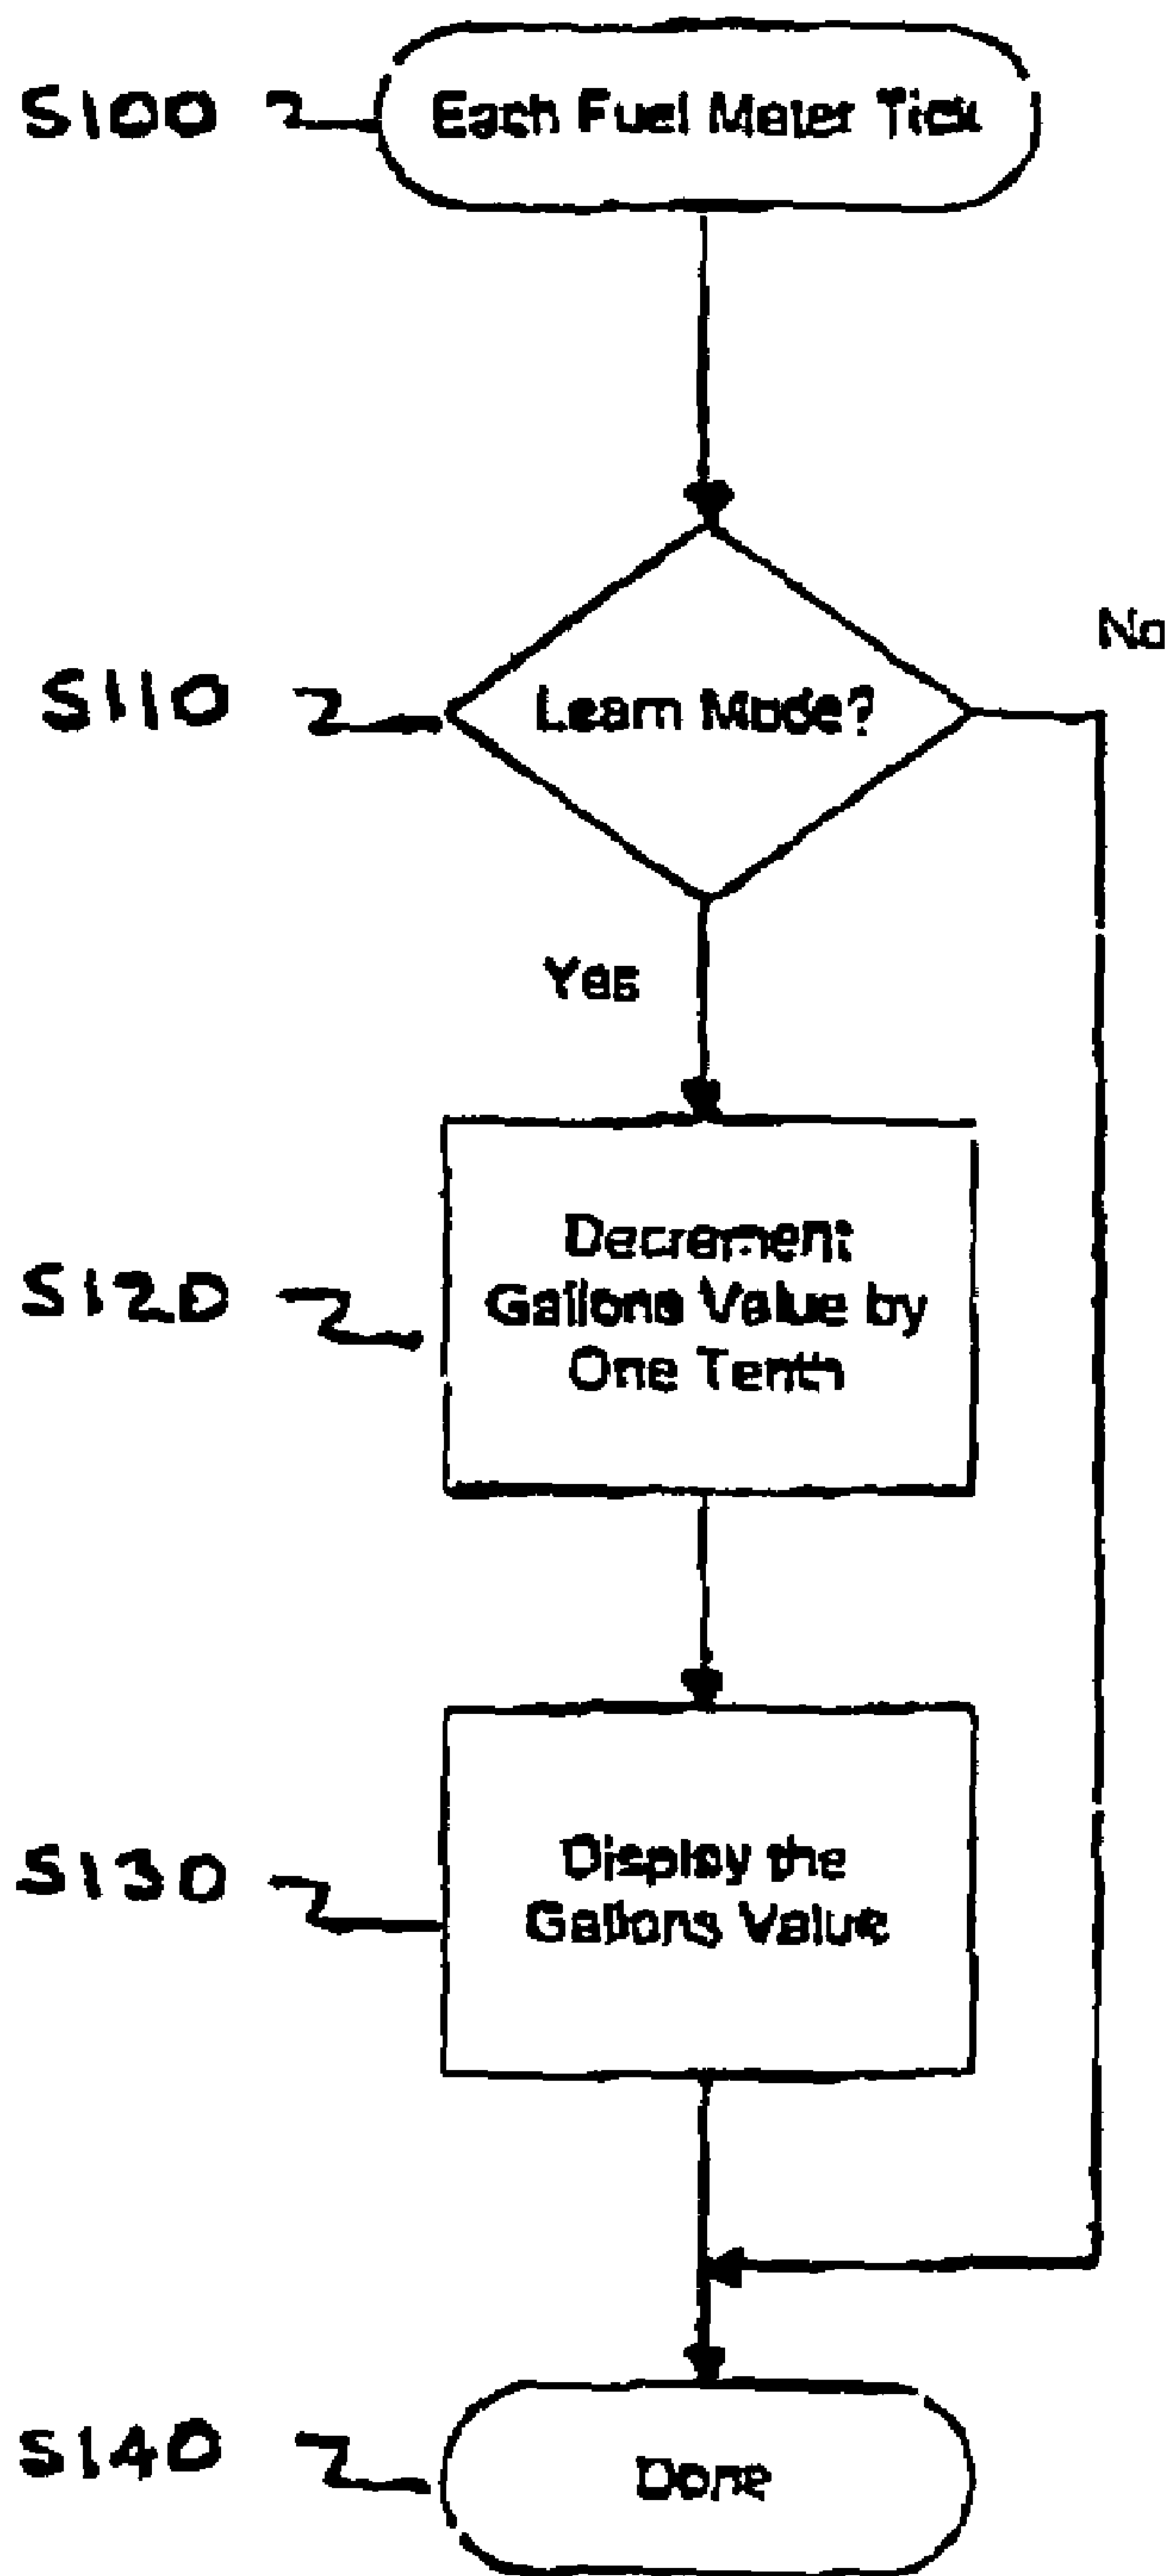 S100
Each Fuel Meter Tick
S110
Learn Mode?
No
Yes
S120
Decrement
Gallons Value by
One Tenth
S130
Display the
Gallons Value
S140
Done